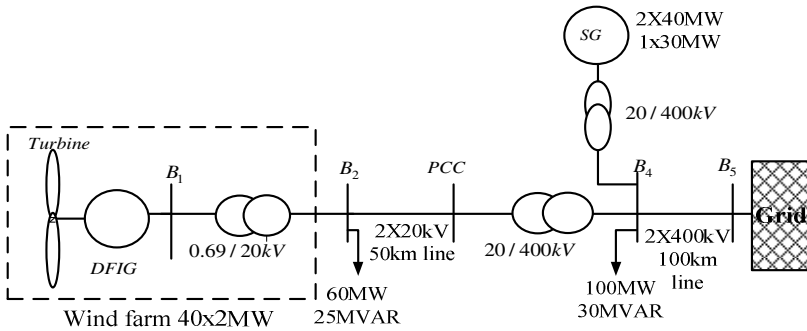 SG
2X40MW
1x30MW
20/400kV
Turbine
B1
B2
PCC
B4
B5
Grid
DFIG
0.69/20kV
2X20kV
50km line
20/400kV
2X400kV
100km
line
60MW
25MVAR
100MW
30MVAR
Wind farm 40x2MW